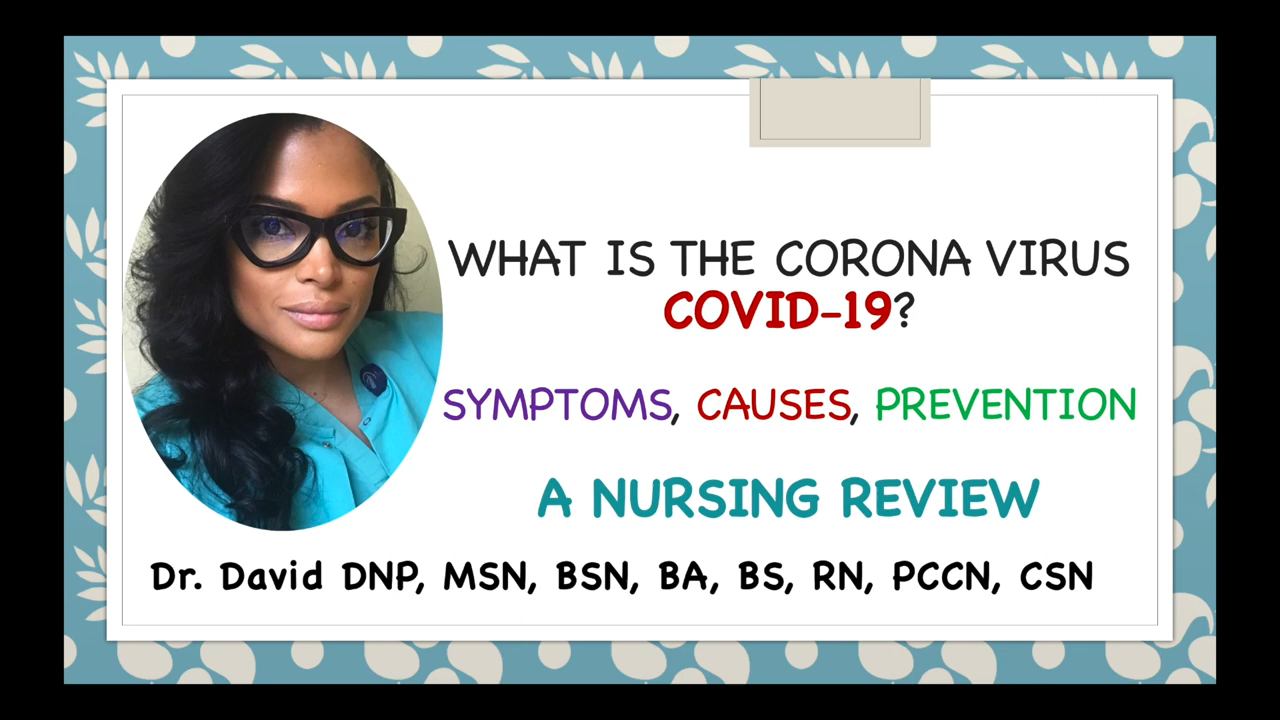 WHAT IS THE CORONA VIRUS
COVID-19?
SYMPTOMS, CAUSES, PREVENTION
A NURSING REVIEW
Dr. David DNP, MSN, BSN, BA, BS, RN, PCCN, CSN